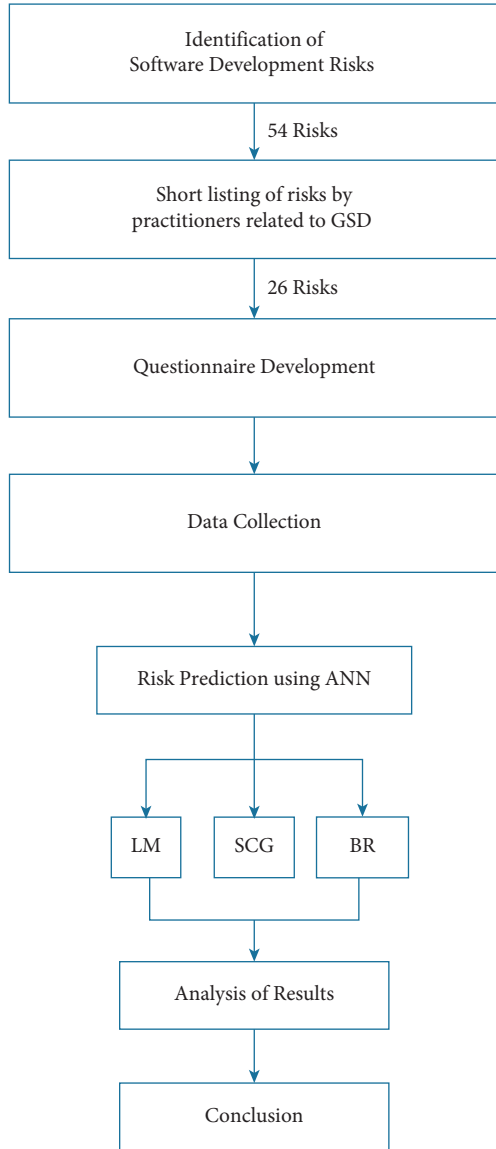 Identification of
Software Development Risks
54 Risks
Short listing of risks by
practitioners related to GSD
26 Risks
Questionnaire Development
Data Collection
Risk Prediction using ANN
LM
SCG
BR
Analysis of Results
Conclusion